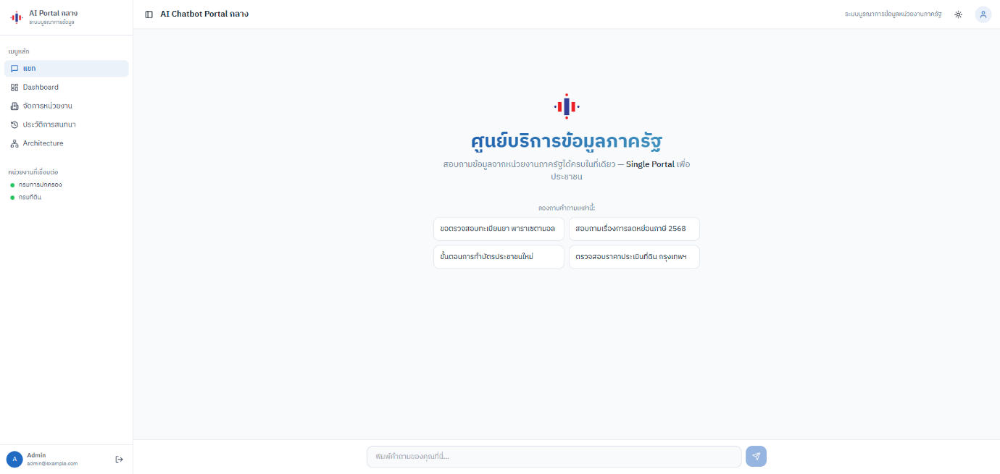 AI Portal กลาง
ระบบบูรณาการข้อมูล
เมนูหลัก
แชท
Dashboard
จัดการหน่วยงาน
ประวัติการสนทนา
Architecture
หน่วยงานที่เชื่อมต่อ
กรมการปกครอง
กรมที่ดิน
A
Admin
admin@example.com
AI Chatbot Portal กลาง
ระบบบูรณาการข้อมูลหน่วยงานภาครัฐ
ศูนย์บริการข้อมูลภาครัฐ
สอบถามข้อมูลจากหน่วยงานภาครัฐได้ครบในที่เดียว — Single Portal เพื่อ
ประชาชน
ลองถามคำถามเหล่านี้:
ขอตรวจสอบทะเบียนยา พาราเซตามอล
สอบถามเรื่องการลดหย่อนภาษี 2568
ขั้นตอนการทำบัตรประชาชนใหม่
ตรวจสอบราคาประเมินที่ดิน กรุงเทพฯ
พิมพ์คำถามของคุณที่นี่...